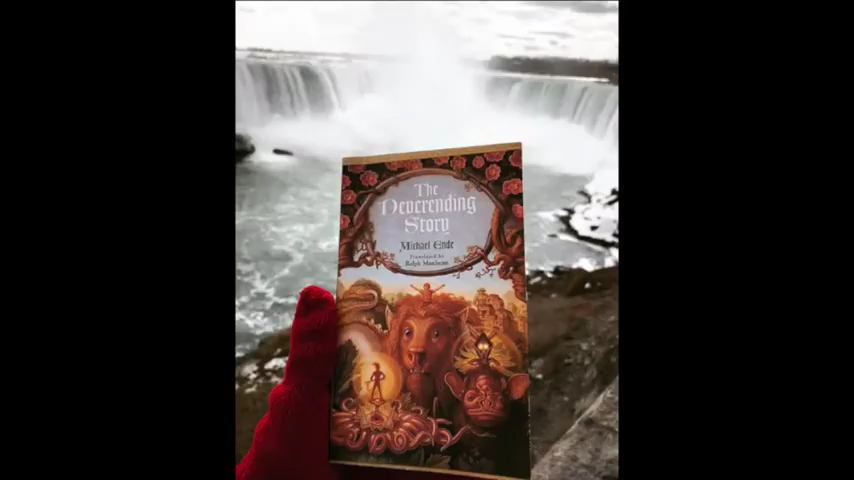 The
Neverending
Story
Michael Ende
Translated by
Ralph Manheim